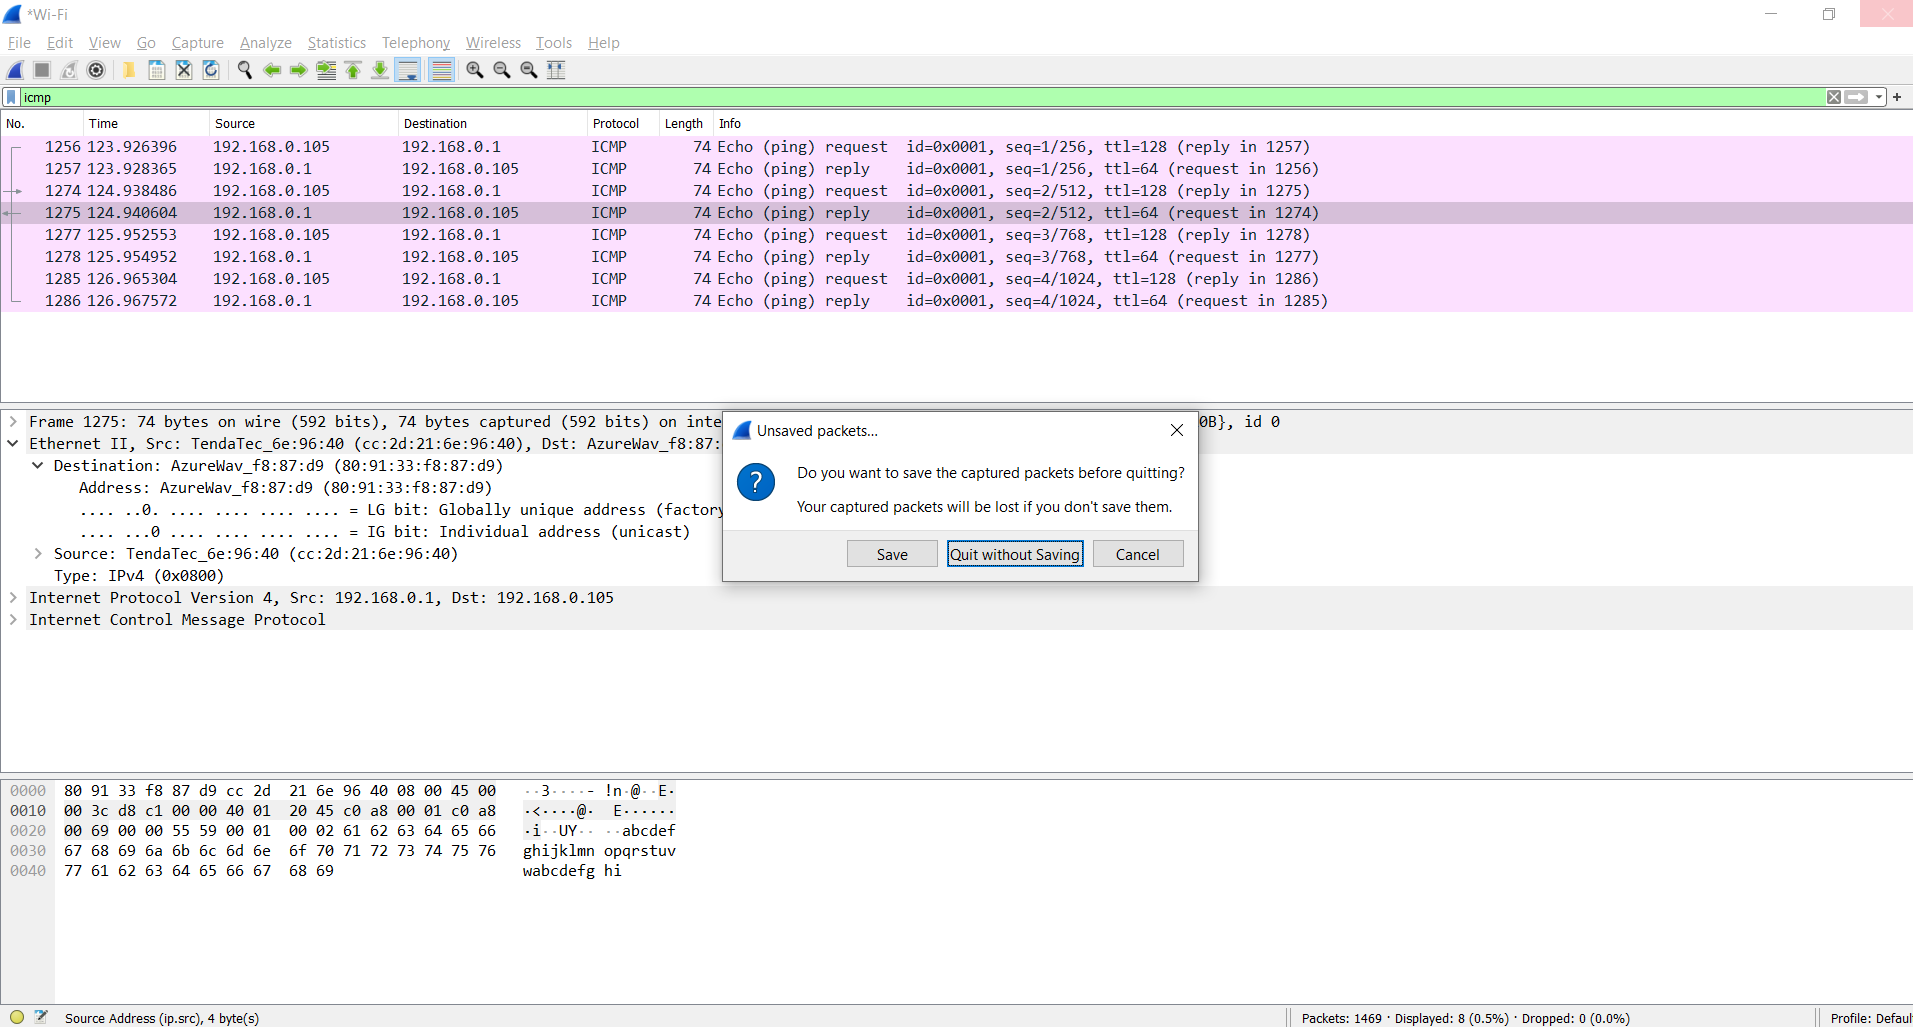 *Wi-Fi
File Edit View Go Capture Analyze Statistics Telephony Wireless Tools Help
icmp
No. Time Source Destination Protocol Length Info
1256 123.926396 192.168.0.105 192.168.0.1 ICMP 74 Echo (ping) request id=0x0001, seq=1/256, ttl=128 (reply in 1257)
1257 123.928365 192.168.0.1 192.168.0.105 ICMP 74 Echo (ping) reply id=0x0001, seq=1/256, ttl=64 (request in 1256)
1274 124.938486 192.168.0.105 192.168.0.1 ICMP 74 Echo (ping) request id=0x0001, seq=2/512, ttl=128 (reply in 1275)
1275 124.940604 192.168.0.1 192.168.0.105 ICMP 74 Echo (ping) reply id=0x0001, seq=2/512, ttl=64 (request in 1274)
1277 125.952553 192.168.0.105 192.168.0.1 ICMP 74 Echo (ping) request id=0x0001, seq=3/768, ttl=128 (reply in 1278)
1278 125.954952 192.168.0.1 192.168.0.105 ICMP 74 Echo (ping) reply id=0x0001, seq=3/768, ttl=64 (request in 1277)
1285 126.965304 192.168.0.105 192.168.0.1 ICMP 74 Echo (ping) request id=0x0001, seq=4/1024, ttl=128 (reply in 1286)
1286 126.967572 192.168.0.1 192.168.0.105 ICMP 74 Echo (ping) reply id=0x0001, seq=4/1024, ttl=64 (request in 1285)
Frame 1275: 74 bytes on wire (592 bits), 74 bytes captured (592 bits) on inte 0B}, id 0
Ethernet II, Src: TendaTec_6e:96:40 (cc:2d:21:6e:96:40), Dst: AzureWav_f8:87:
Destination: AzureWav_f8:87:d9 (80:91:33:f8:87:d9)
Address: AzureWav_f8:87:d9 (80:91:33:f8:87:d9)
.... ..0. .... .... .... .... = LG bit: Globally unique address (factory
.... ...0 .... .... .... .... = IG bit: Individual address (unicast)
Source: TendaTec_6e:96:40 (cc:2d:21:6e:96:40)
Type: IPv4 (0x0800)
Internet Protocol Version 4, Src: 192.168.0.1, Dst: 192.168.0.105
Internet Control Message Protocol
Unsaved packets...
Do you want to save the captured packets before quitting?
Your captured packets will be lost if you don't save them.
Save Quit without Saving Cancel
0000 80 91 33 f8 87 d9 cc 2d 21 6e 96 40 08 00 45 00 ··3····- !n·@··E·
0010 00 3c d8 c1 00 00 40 01 20 45 c0 a8 00 01 c0 a8 ·<····@· E······
0020 00 69 00 00 55 59 00 01 00 02 61 62 63 64 65 66 ·i··UY·· ··abcdef
0030 67 68 69 6a 6b 6c 6d 6e 6f 70 71 72 73 74 75 76 ghijklmn opqrstuv
0040 77 61 62 63 64 65 66 67 68 69 wabcdefg hi
Source Address (ip.src), 4 byte(s) Packets: 1469 · Displayed: 8 (0.5%) · Dropped: 0 (0.0%) Profile: Defaul